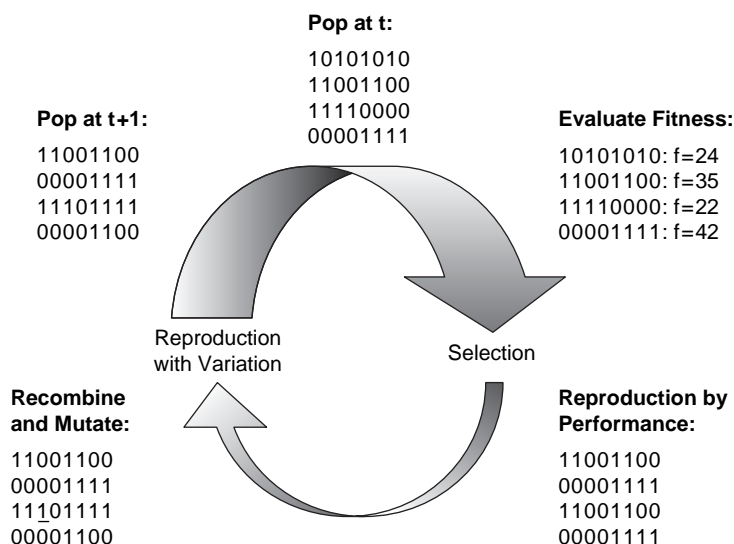 Pop at t:
10101010
11001100
11110000
00001111
Pop at t+1:
11001100
00001111
11101111
00001100
Evaluate Fitness:
10101010: f=24
11001100: f=35
11110000: f=22
00001111: f=42
Reproduction
with Variation
Selection
Recombine
and Mutate:
11001100
00001111
11101111
00001100
Reproduction by
Performance:
11001100
00001111
11001100
00001111